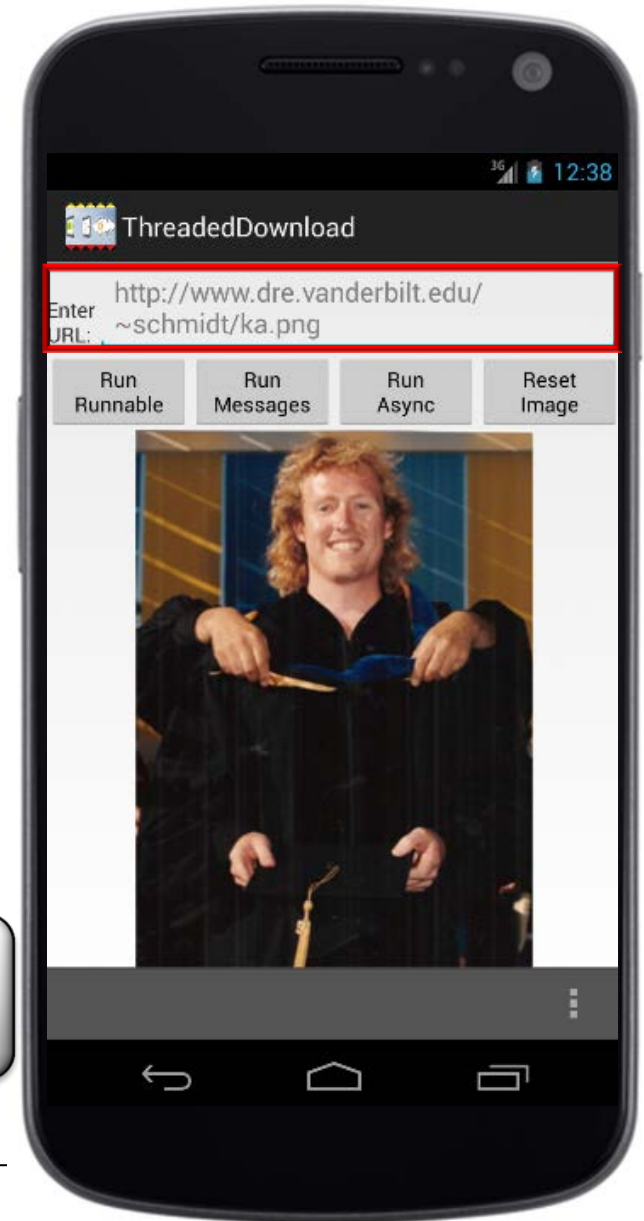 3G 12:38
ThreadedDownload
Enter
URL:
http://www.dre.vanderbilt.edu/
~schmidt/ka.png
Run
Runnable
Run
Messages
Run
Async
Reset
Image